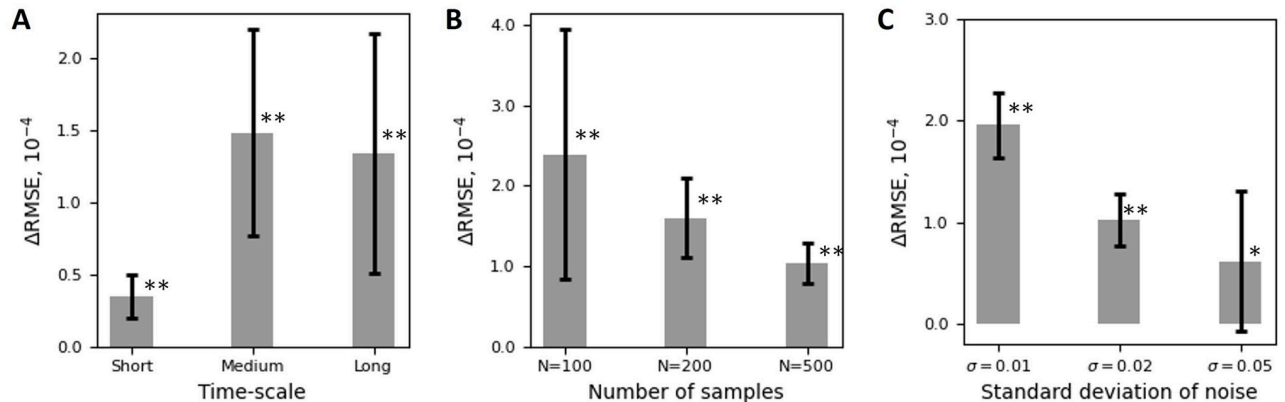 A
ΔRMSE, 10⁻⁴
2.0
1.5
1.0
0.5
0.0
**
**
**
Short Medium Long
Time-scale
B
ΔRMSE, 10⁻⁴
4.0
3.0
2.0
1.0
0.0
**
**
**
N=100 N=200 N=500
Number of samples
C
ΔRMSE, 10⁻⁴
3.0
2.0
1.0
0.0
**
**
*
σ = 0.01 σ = 0.02 σ = 0.05
Standard deviation of noise